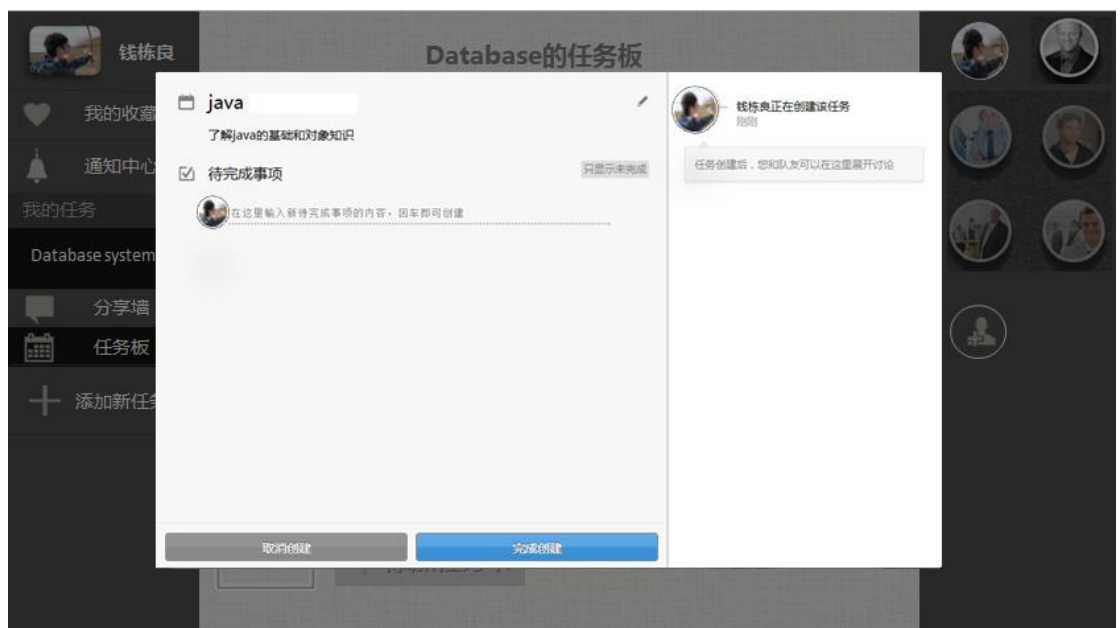 钱栋良
Database的任务板
我的收藏
通知中心
我的任务
Database system
分享墙
任务板
添加新任务
java
了解java的基础和对象知识
待完成事项
只显示未完成
在这里输入新待完成事项的内容，回车即可创建
取消创建
完成创建
钱栋良正在创建该任务
刚刚
任务创建后，您和队友可以在这里展开讨论